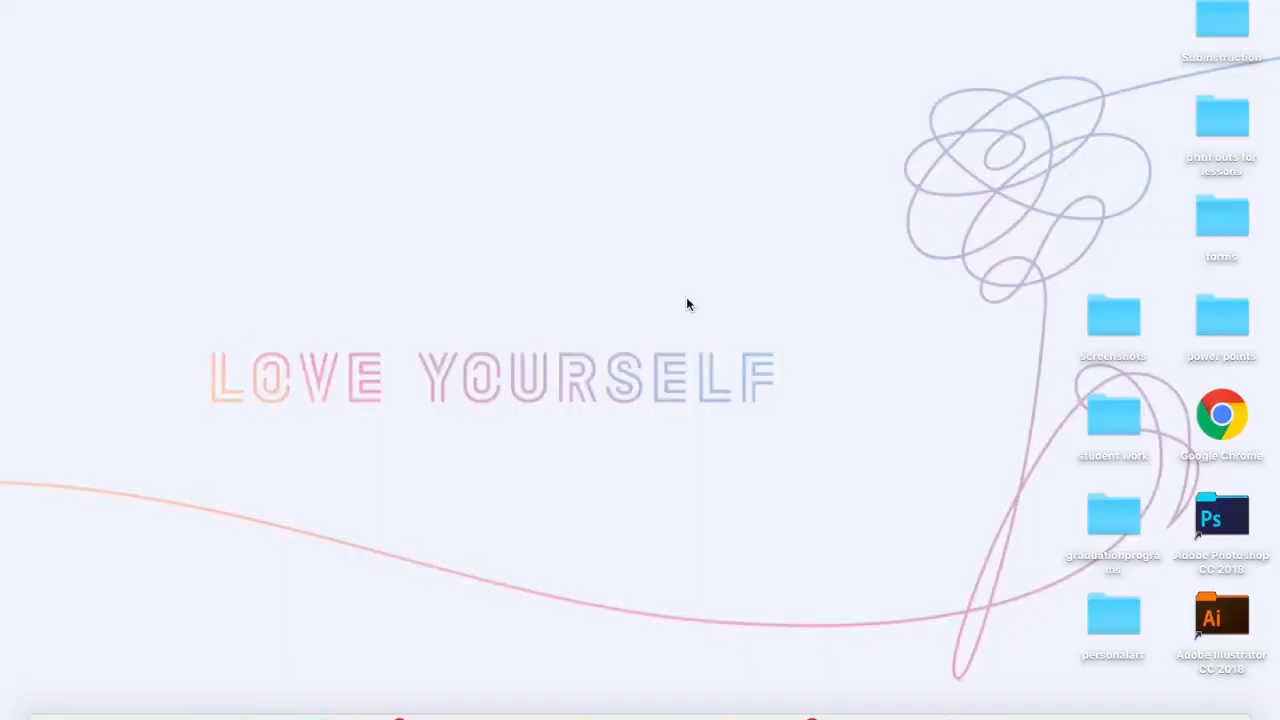 Subinstruction
print outs for
lessons
forms
screenshots
power points
LOVE YOURSELF
student work
Google Chrome
Ps
graduationprogra
ms
Adobe Photoshop
CC 2018
Ai
personalart
Adobe Illustrator
CC 2018